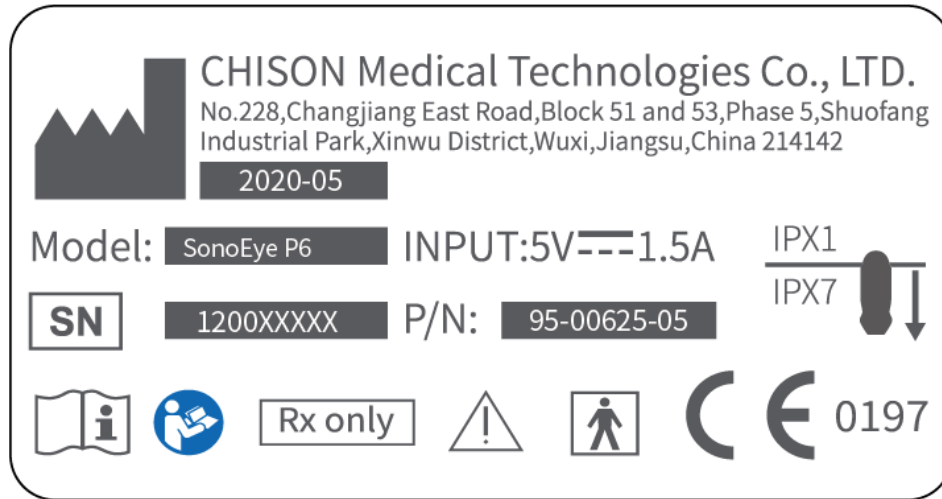 CHISON Medical Technologies Co., LTD.
No.228,Changjiang East Road,Block 51 and 53,Phase 5,Shuofang
Industrial Park,Xinwu District,Wuxi,Jiangsu,China 214142
2020-05
Model: SonoEye P6 INPUT:5V⎓1.5A
IPX1
IPX7
SN 1200XXXXX P/N: 95-00625-05
i Rx only ! CE 0197